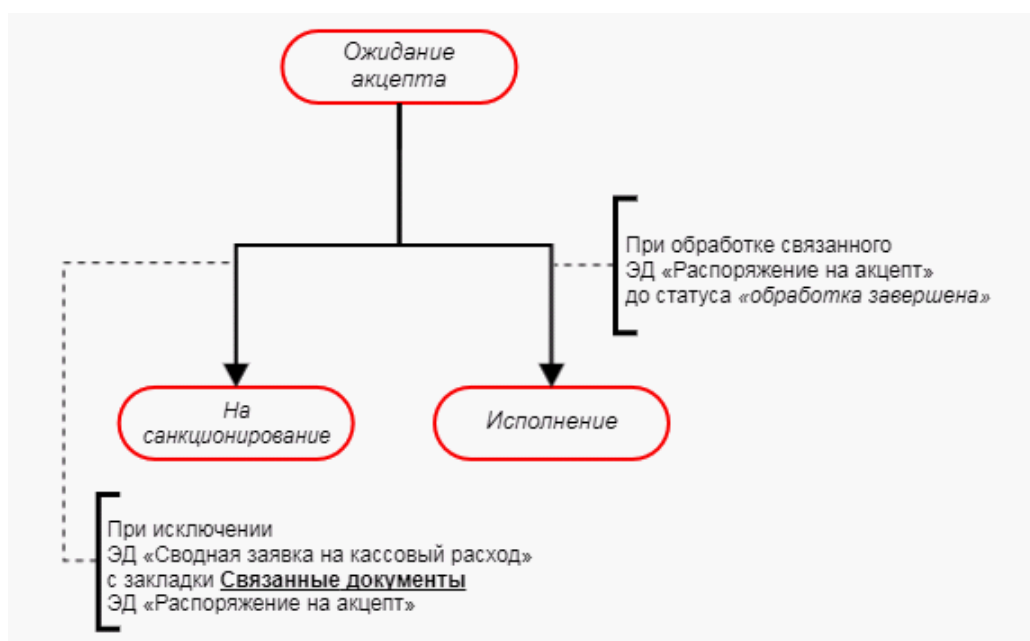 Ожидание
акцепта
При обработке связанного
ЭД «Распоряжение на акцепт»
до статуса «обработка завершена»
На
санкционирование
Исполнение
При исключении
ЭД «Сводная заявка на кассовый расход»
с закладки Связанные документы
ЭД «Распоряжение на акцепт»